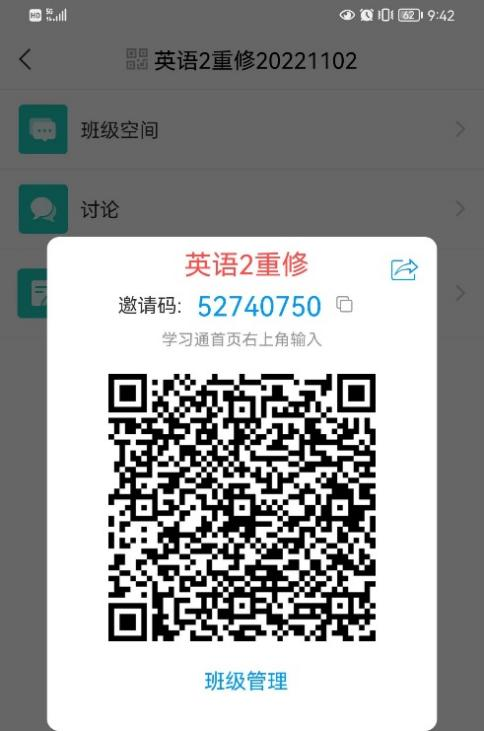 HD 5G 62 9:42
英语2重修20221102
班级空间
讨论
英语2重修
邀请码: 52740750
学习通首页右上角输入
班级管理